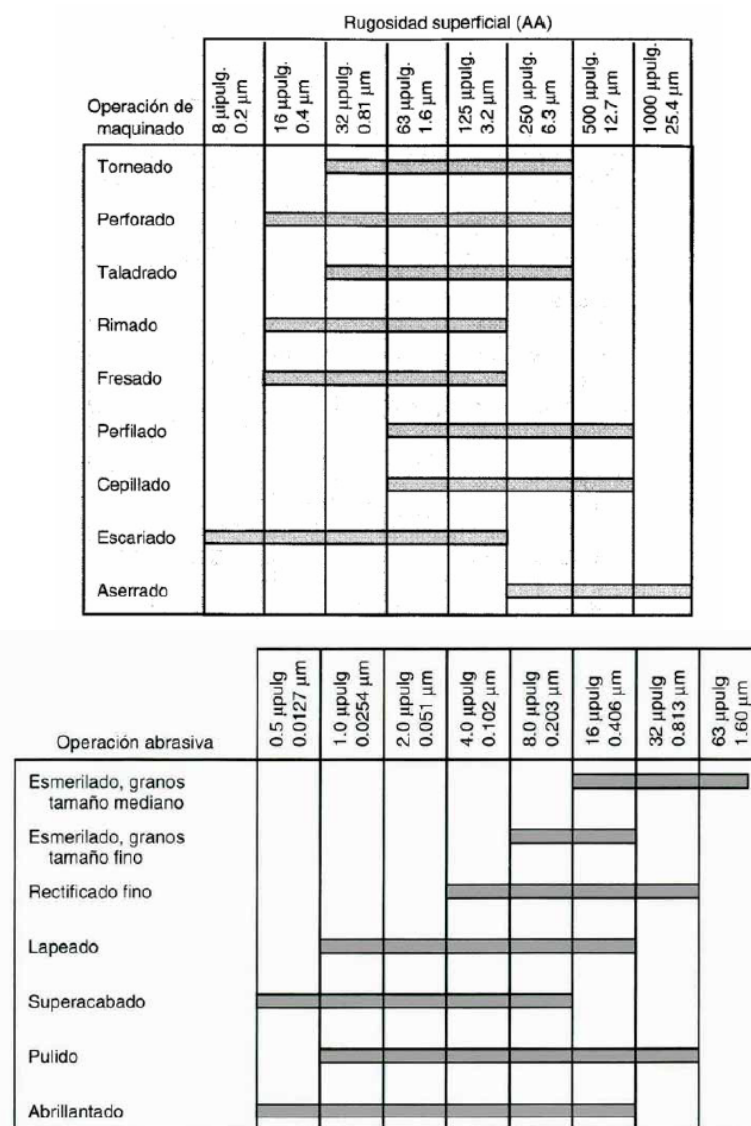 Rugosidad superficial (AA)
Operación de
maquinado
8 µipulg.
0.2 µm
16 µpulg.
0.4 µm
32 µpulg.
0.81 µm
63 µpulg.
1.6 µm
125 µpulg.
3.2 µm
250 µpulg.
6.3 µm
500 µpulg.
12.7 µm
1000 µpulg.
25.4 µm
Torneado
Perforado
Taladrado
Rimado
Fresado
Perfilado
Cepillado
Escariado
Aserrado
Operación abrasiva
0.5 µpulg
0.0127 µm
1.0 µpulg
0.0254 µm
2.0 µpulg
0.051 µm
4.0 µpulg
0.102 µm
8.0 µpulg
0.203 µm
16 µpulg
0.406 µm
32 µpulg
0.813 µm
63 µpulg
1.60 µm
Esmerilado, granos
tamaño mediano
Esmerilado, granos
tamaño fino
Rectificado fino
Lapeado
Superacabado
Pulido
Abrillantado